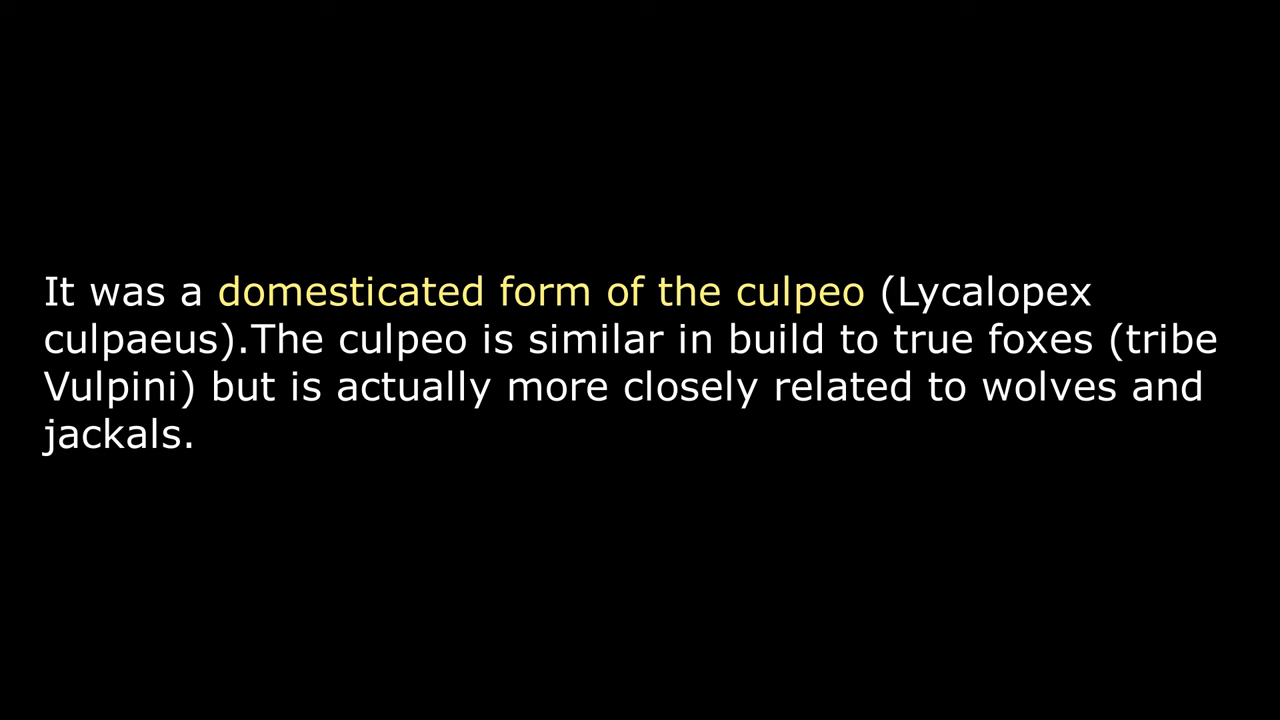 It was a domesticated form of the culpeo (Lycalopex
culpaeus).The culpeo is similar in build to true foxes (tribe
Vulpini) but is actually more closely related to wolves and
jackals.